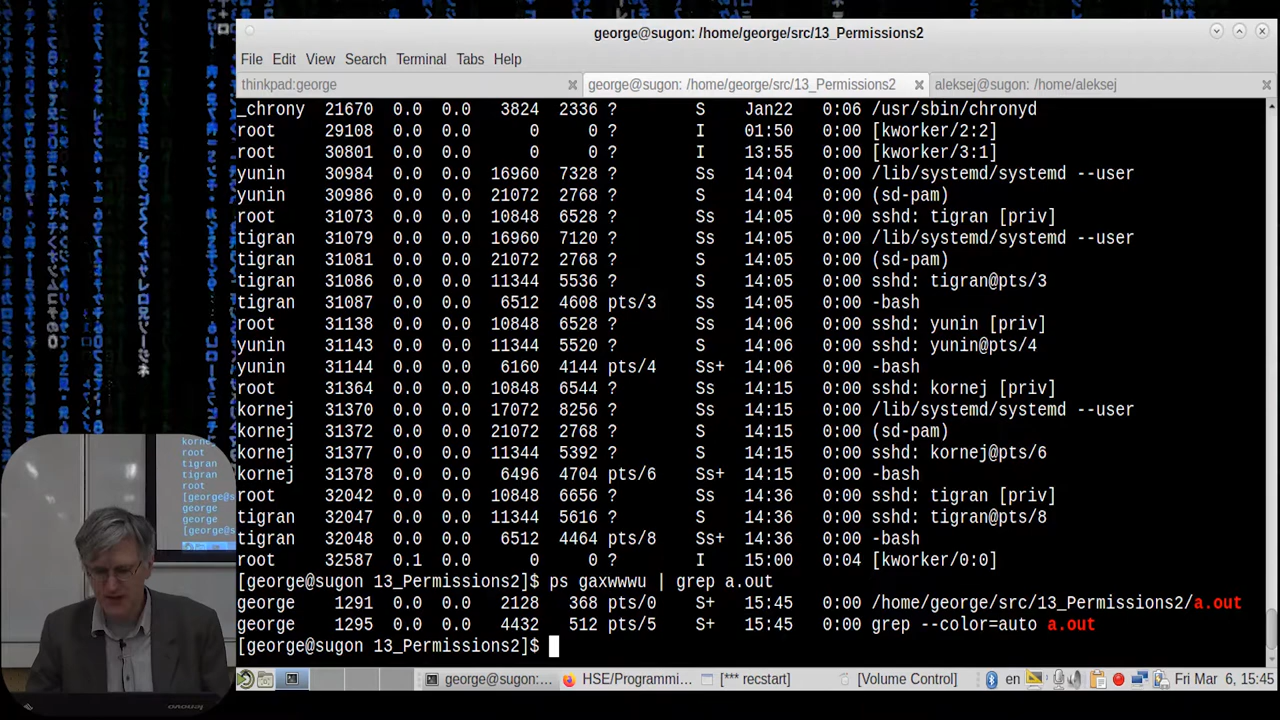 george@sugon: /home/george/src/13_Permissions2
File Edit View Search Terminal Tabs Help
thinkpad:george george@sugon: /home/george/src/13_Permissions2 aleksej@sugon: /home/aleksej
_chrony 21670 0.0 0.0 3824 2336 ? S Jan22 0:06 /usr/sbin/chronyd
root 29108 0.0 0.0 0 0 ? I 01:50 0:00 [kworker/2:2]
root 30801 0.0 0.0 0 0 ? I 13:55 0:00 [kworker/3:1]
yunin 30984 0.0 0.0 16960 7328 ? Ss 14:04 0:00 /lib/systemd/systemd --user
yunin 30986 0.0 0.0 21072 2768 ? S 14:04 0:00 (sd-pam)
root 31073 0.0 0.0 10848 6528 ? Ss 14:05 0:00 sshd: tigran [priv]
tigran 31079 0.0 0.0 16960 7120 ? Ss 14:05 0:00 /lib/systemd/systemd --user
tigran 31081 0.0 0.0 21072 2768 ? S 14:05 0:00 (sd-pam)
tigran 31086 0.0 0.0 11344 5536 ? S 14:05 0:00 sshd: tigran@pts/3
tigran 31087 0.0 0.0 6512 4608 pts/3 Ss 14:05 0:00 -bash
root 31138 0.0 0.0 10848 6528 ? Ss 14:06 0:00 sshd: yunin [priv]
yunin 31143 0.0 0.0 11344 5520 ? S 14:06 0:00 sshd: yunin@pts/4
yunin 31144 0.0 0.0 6160 4144 pts/4 Ss+ 14:06 0:00 -bash
root 31364 0.0 0.0 10848 6544 ? Ss 14:15 0:00 sshd: kornej [priv]
kornej 31370 0.0 0.0 17072 8256 ? Ss 14:15 0:00 /lib/systemd/systemd --user
kornej 31372 0.0 0.0 21072 2768 ? S 14:15 0:00 (sd-pam)
kornej 31377 0.0 0.0 11344 5392 ? S 14:15 0:00 sshd: kornej@pts/6
kornej 31378 0.0 0.0 6496 4704 pts/6 Ss+ 14:15 0:00 -bash
root 32042 0.0 0.0 10848 6656 ? Ss 14:36 0:00 sshd: tigran [priv]
tigran 32047 0.0 0.0 11344 5616 ? S 14:36 0:00 sshd: tigran@pts/8
tigran 32048 0.0 0.0 6512 4464 pts/8 Ss+ 14:36 0:00 -bash
root 32587 0.1 0.0 0 0 ? I 15:00 0:04 [kworker/0:0]
[george@sugon 13_Permissions2]$ ps gaxwwwu | grep a.out
george 1291 0.0 0.0 2128 368 pts/0 S+ 15:45 0:00 /home/george/src/13_Permissions2/a.out
george 1295 0.0 0.0 4432 512 pts/5 S+ 15:45 0:00 grep --color=auto a.out
[george@sugon 13_Permissions2]$
george@sugon:... HSE/Programmi... [*** recstart] [Volume Control] en Fri Mar 6, 15:45
root
tigran
tigran
root
[george@s
george
george
[george@s